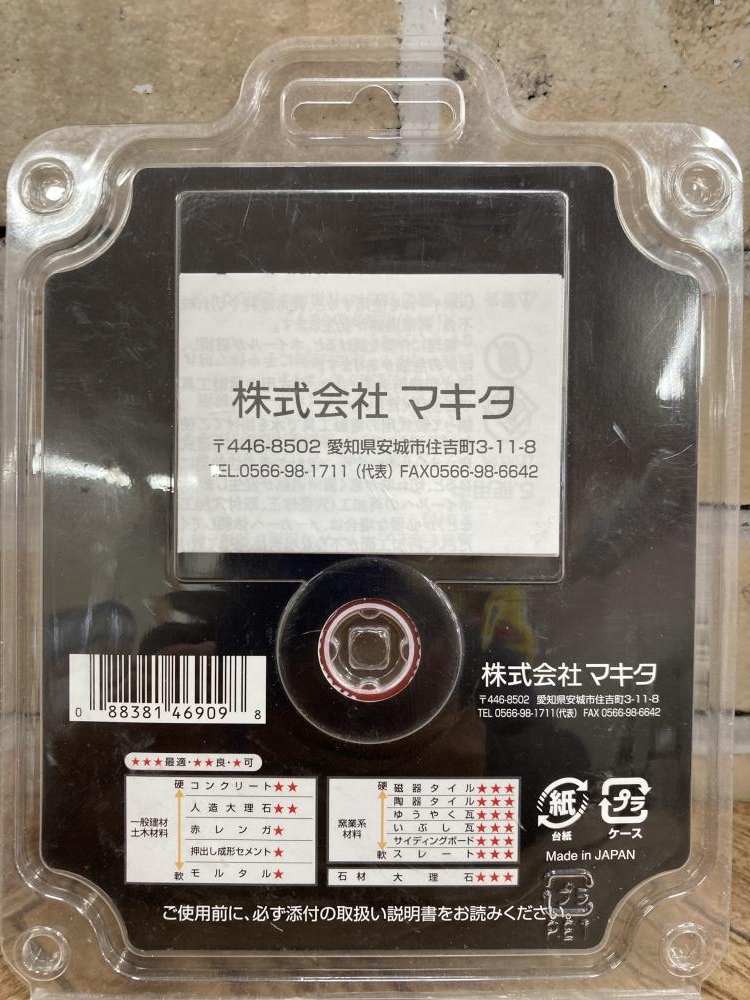 株式会社 マキタ
〒446-8502 愛知県安城市住吉町3-11-8
TEL.0566-98-1711（代表）FAX0566-98-6642
株式会社 マキタ
〒446-8502 愛知県安城市住吉町3-11-8
TEL 0566-98-1711(代表) FAX 0566-98-6642
0 88381 46909 8
★★★最適・★★良・★可
一般建材
土木材料
硬
コンクリート★★
人造大理石★★
赤レンガ★
押出し成形セメント★
軟
モルタル★
窯業系
材料
硬
磁器タイル★★★
陶器タイル★★★
ゆうやく瓦★★★
いぶし瓦★★★
サイディングボード★★★
軟
スレート★★★
石材 大理石★★★
紙
台紙
プラ
ケース
Made in JAPAN
プラ
ご使用前に、必ず添付の取扱い説明書をお読みくださ